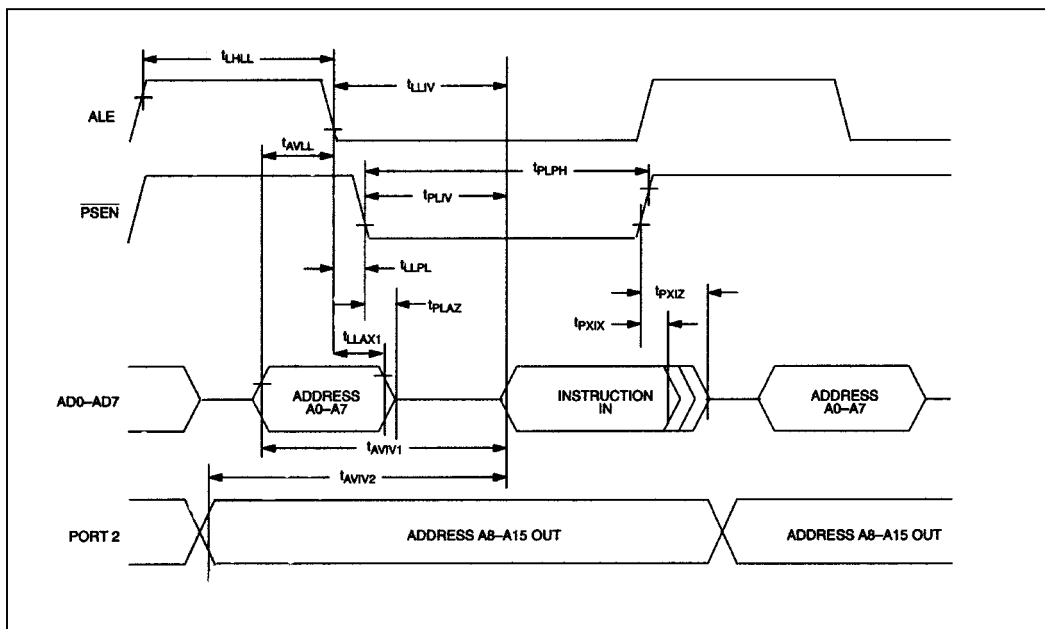 tLHLL
tLLIV
ALE
tAVLL
tPLPH
PSEN
tPLIV
tLLPL
tPLAZ
tPXIZ
tPXIX
tLLAX1
AD0–AD7
ADDRESS
A0–A7
INSTRUCTION
IN
ADDRESS
A0–A7
tAVIV1
tAVIV2
PORT 2
ADDRESS A8–A15 OUT
ADDRESS A8–A15 OUT